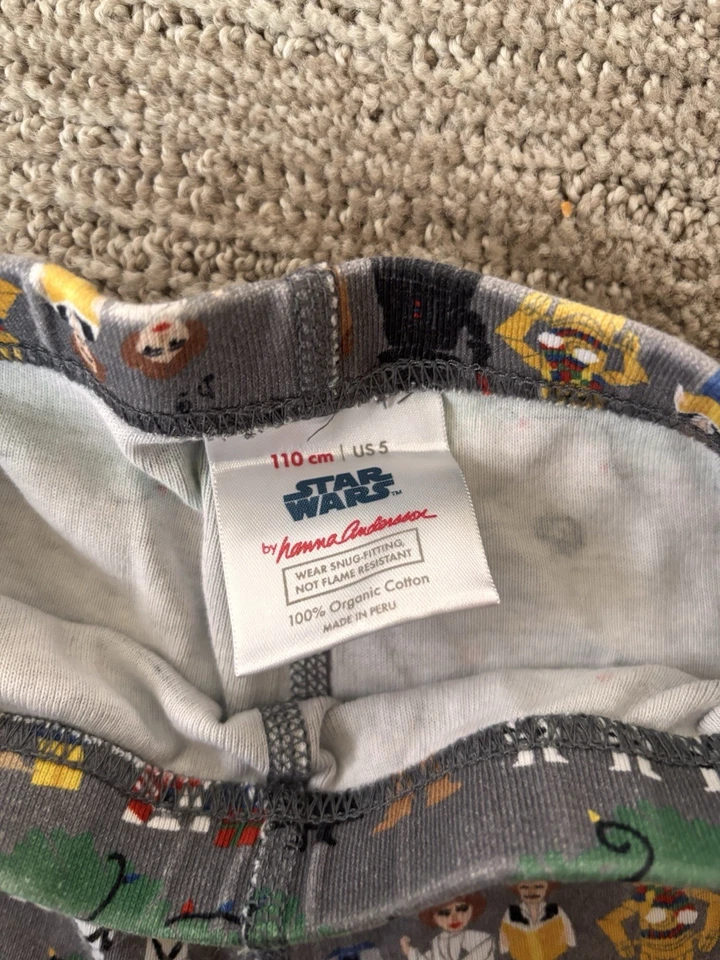 110 cm | US 5
STAR
WARS™
by hanna andersson
WEAR SNUG-FITTING,
NOT FLAME RESISTANT
100% Organic Cotton
MADE IN PERU